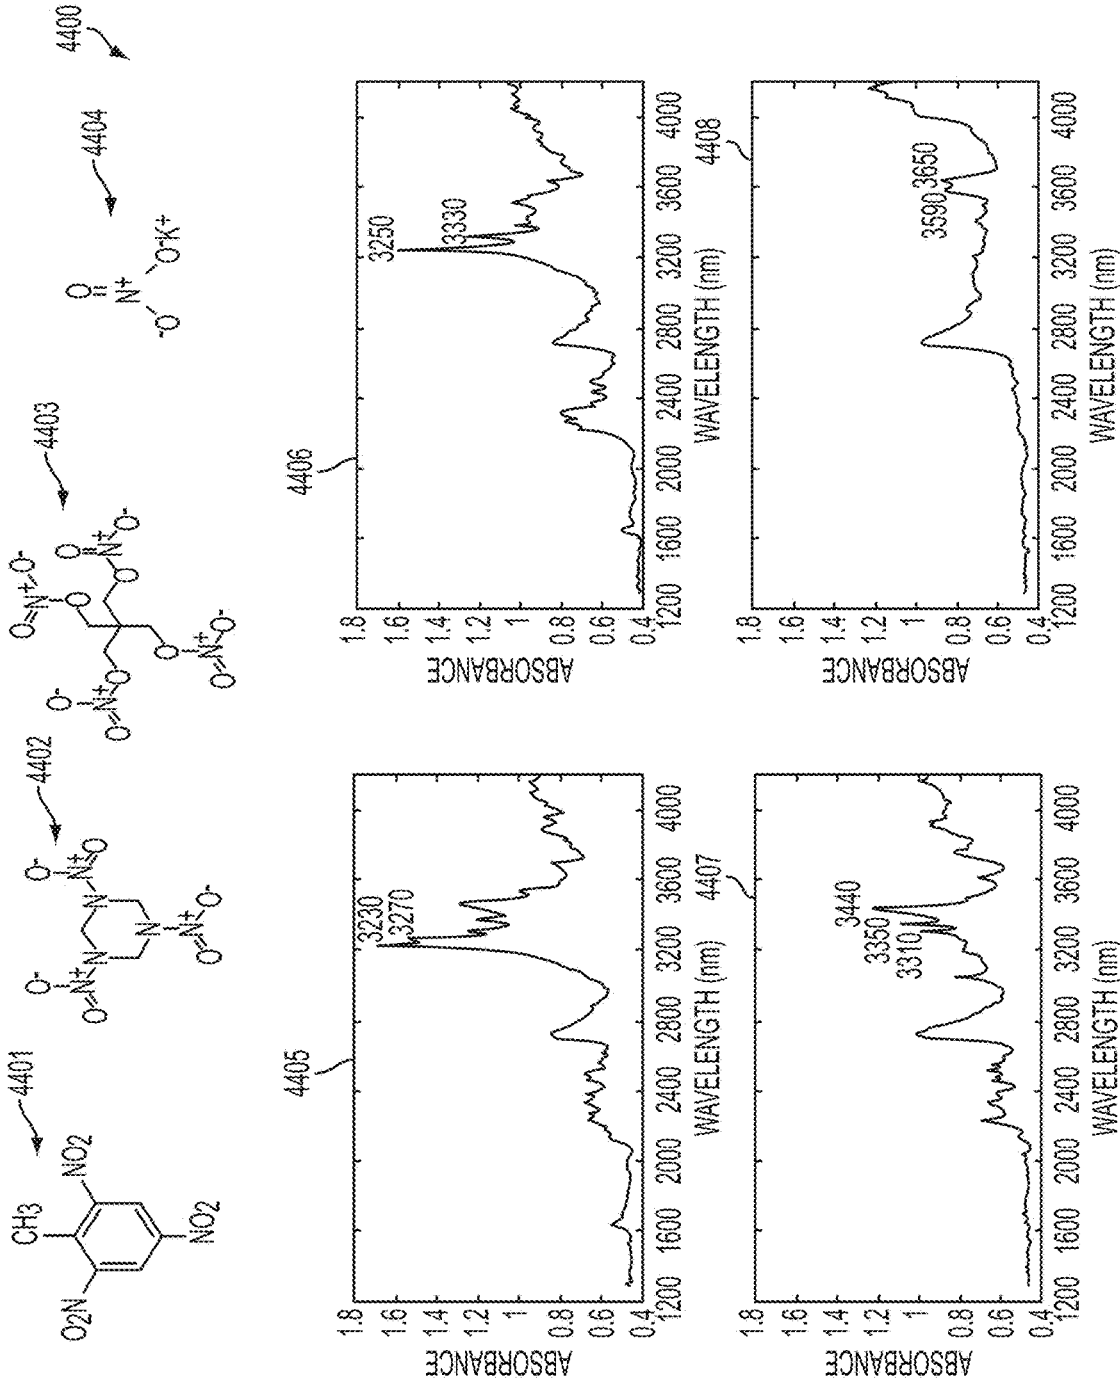 4400
4401
CH3
O2N
NO2
NO2
4402
O-
N+
O
N
N
O-
N+
O
N
N+
O
O-
4403
O
N+
O-
O
O
N+
O-
O
O-
N+
O
O
O
N+
O-
O
4404
O
N+
-O
O-K+
4405
1.8
1.6
1.4
1.2
1
0.8
0.6
0.4
ABSORBANCE
3230
3270
1200 1600 2000 2400 2800 3200 3600 4000
WAVELENGTH (nm)
4406
1.8
1.6
1.4
1.2
1
0.8
0.6
0.4
ABSORBANCE
3250
3330
1200 1600 2000 2400 2800 3200 3600 4000
WAVELENGTH (nm)
4407
1.8
1.6
1.4
1.2
1
0.8
0.6
0.4
ABSORBANCE
3440
3350
3310
1200 1600 2000 2400 2800 3200 3600 4000
WAVELENGTH (nm)
4408
1.8
1.6
1.4
1.2
1
0.8
0.6
0.4
ABSORBANCE
3590 3650
1200 1600 2000 2400 2800 3200 3600 4000
WAVELENGTH (nm)